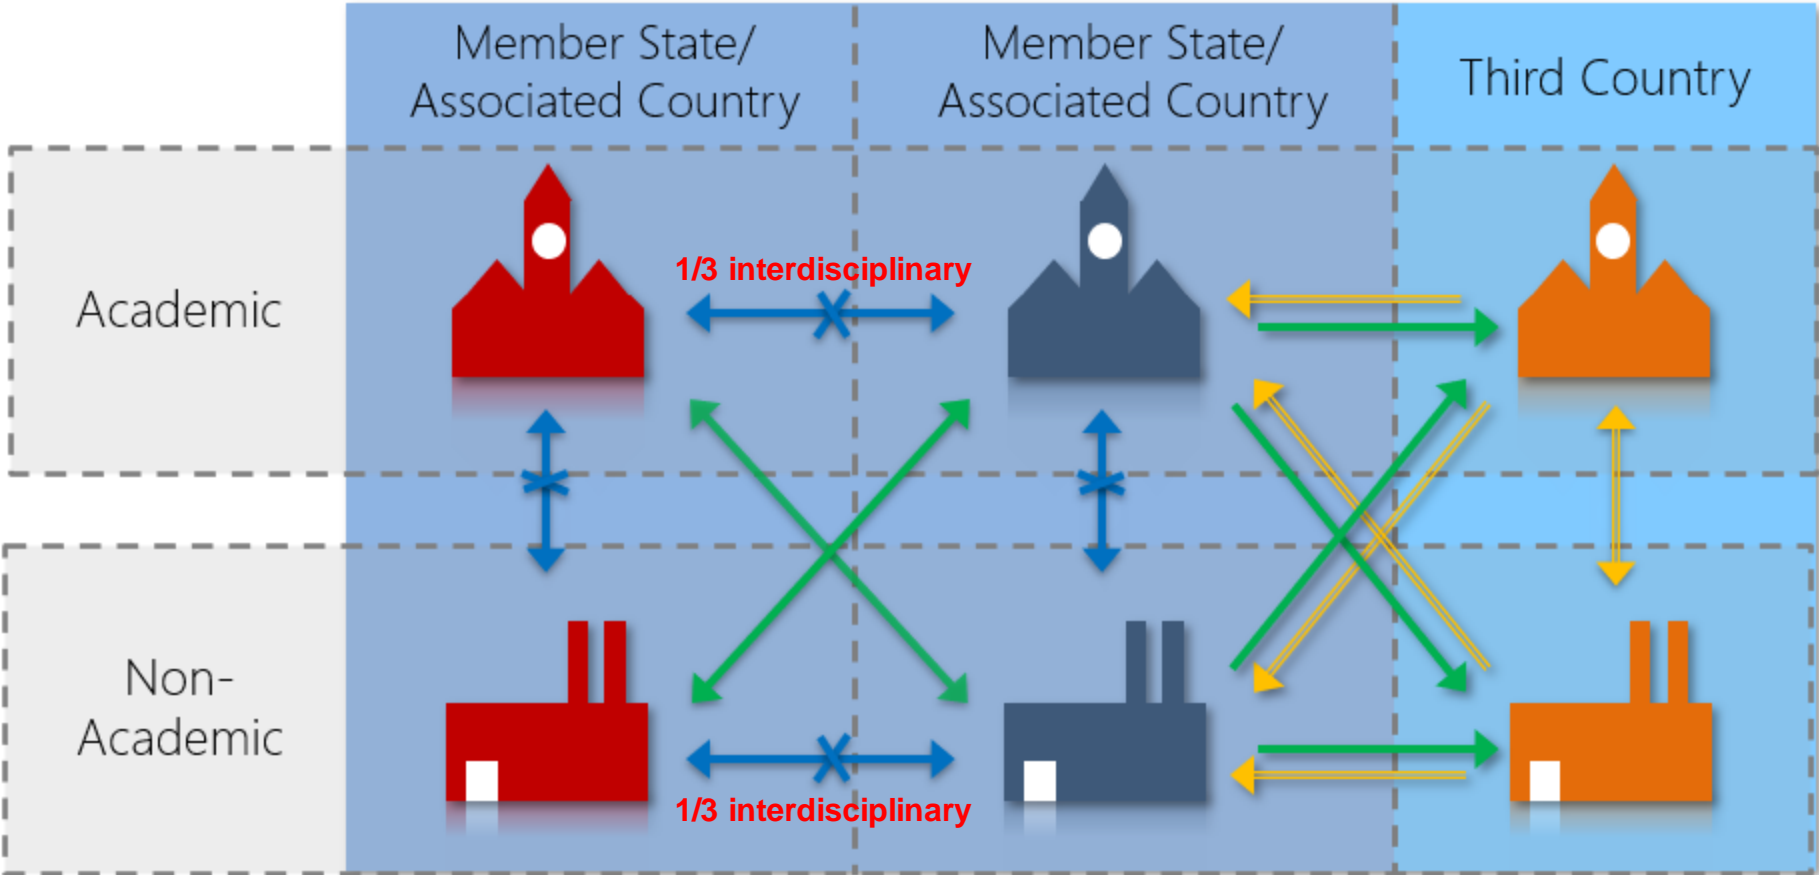 Member State/
Associated Country
Member State/
Associated Country
Third Country
Academic
1/3 interdisciplinary
Non-
Academic
1/3 interdisciplinary